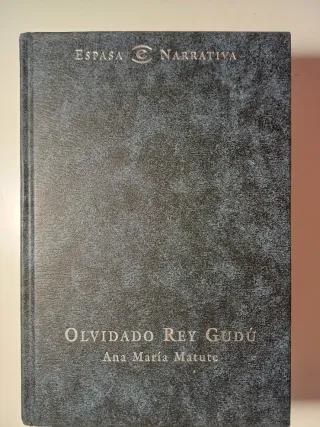 ESPASA NARRATIVA
OLVIDADO REY GUDÚ
Ana María Matute